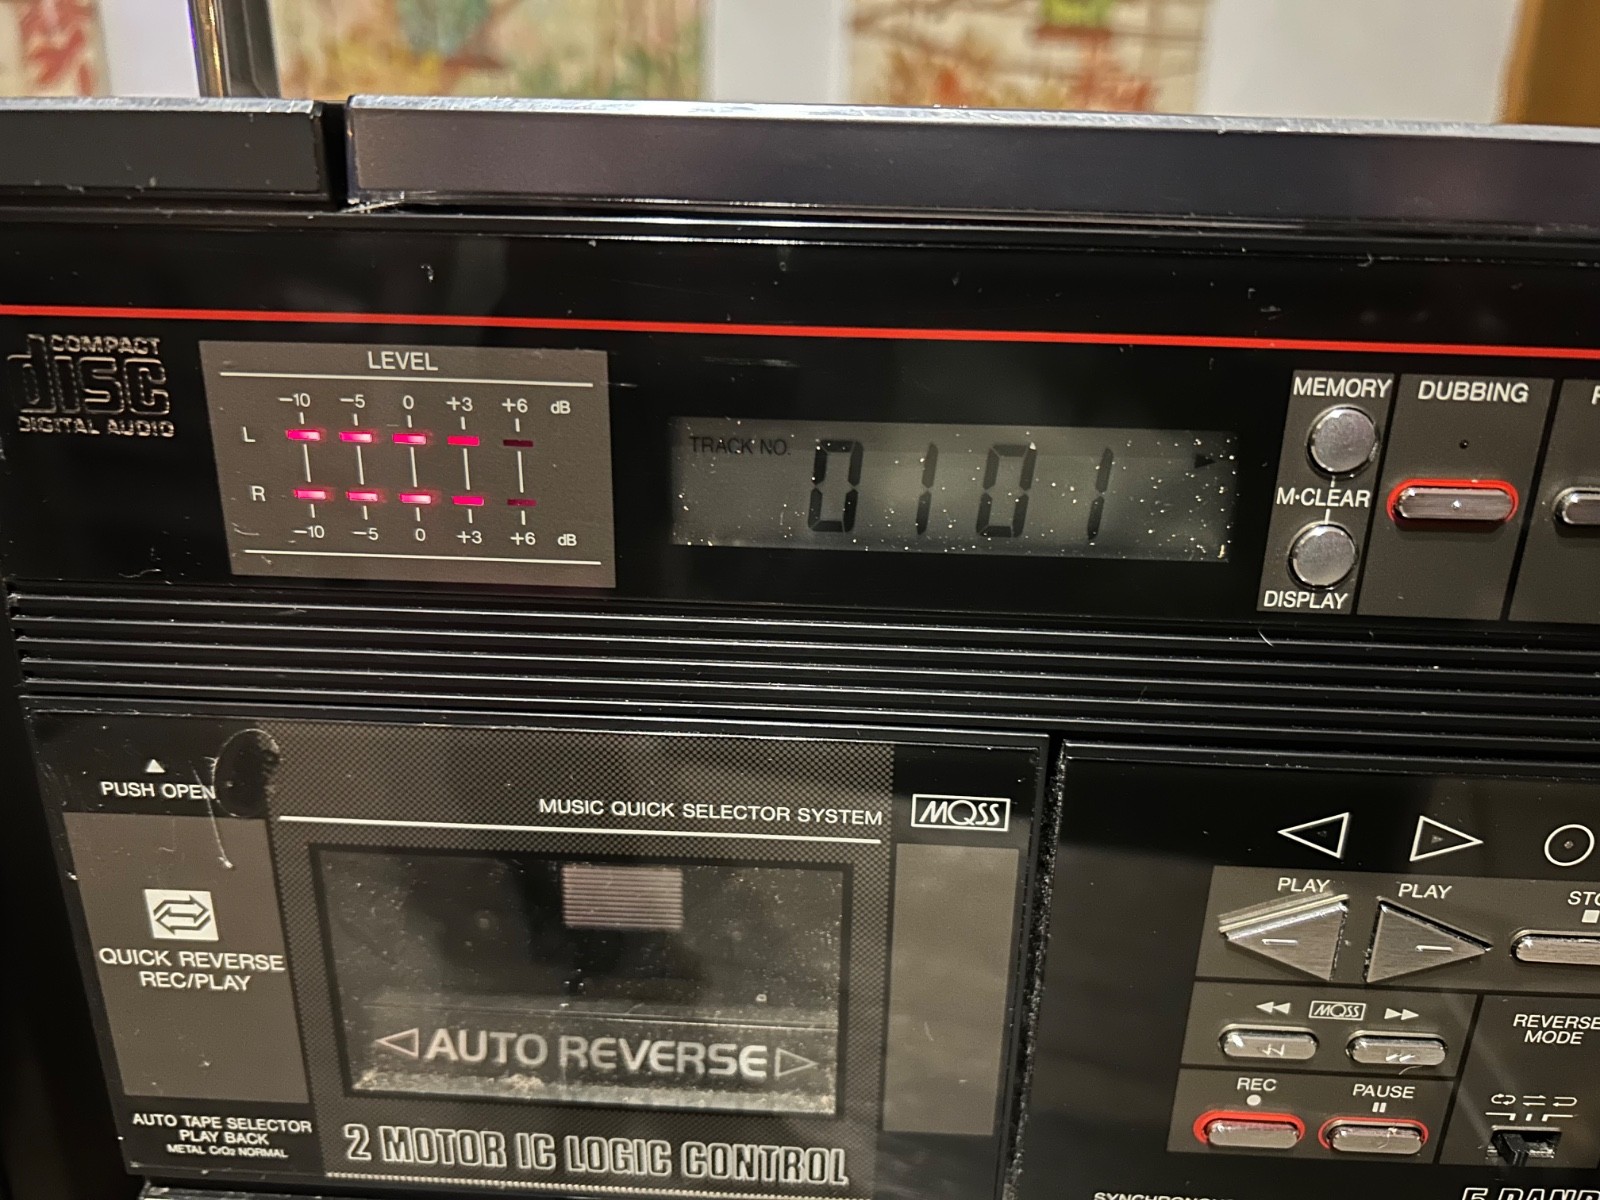 COMPACT
disc
DIGITAL AUDIO
LEVEL
-10 -5 0 +3 +6 dB
L
R
-10 -5 0 +3 +6 dB
TRACK NO. 0101
MEMORY
M•CLEAR
DISPLAY
DUBBING
PUSH OPEN
MUSIC QUICK SELECTOR SYSTEM
MQSS
QUICK REVERSE
REC/PLAY
AUTO REVERSE
AUTO TAPE SELECTOR
PLAY BACK
METAL CrO2 NORMAL
2 MOTOR IC LOGIC CONTROL
PLAY PLAY
MQSS
REC PAUSE
REVERSE
MODE